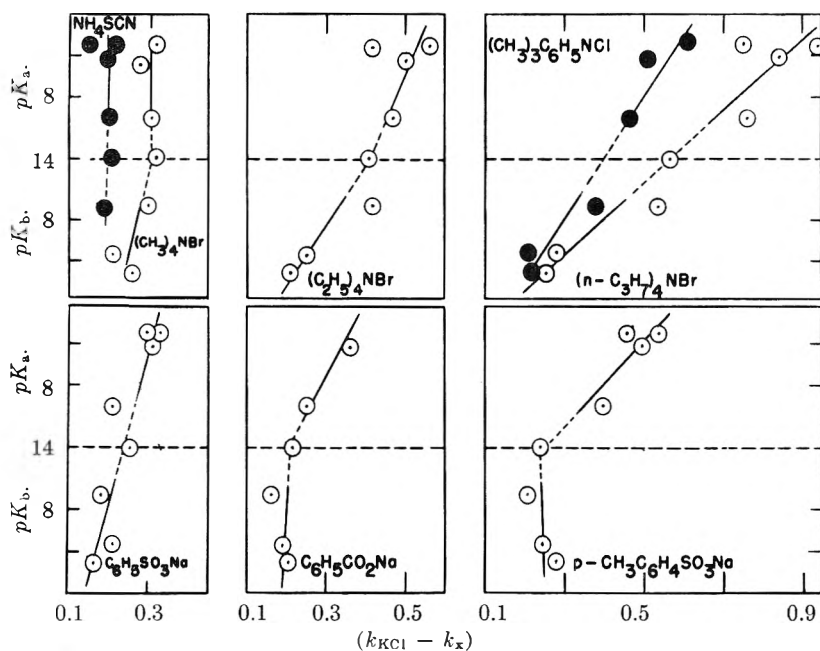 NH₄SCN
(CH₃)₃C₆H₅NCl
pKa.
8
14
pKb.
8
(CH₃)₄NBr
(C₂H₅)₄NBr
(n-C₃H₇)₄NBr
pKa.
8
14
pKb.
8
C₆H₅SO₃Na
C₆H₅CO₂Na
p-CH₃C₆H₄SO₃Na
0.1 0.3 0.1 0.3 0.5 0.1 0.5 0.9
(kKCl − kx)